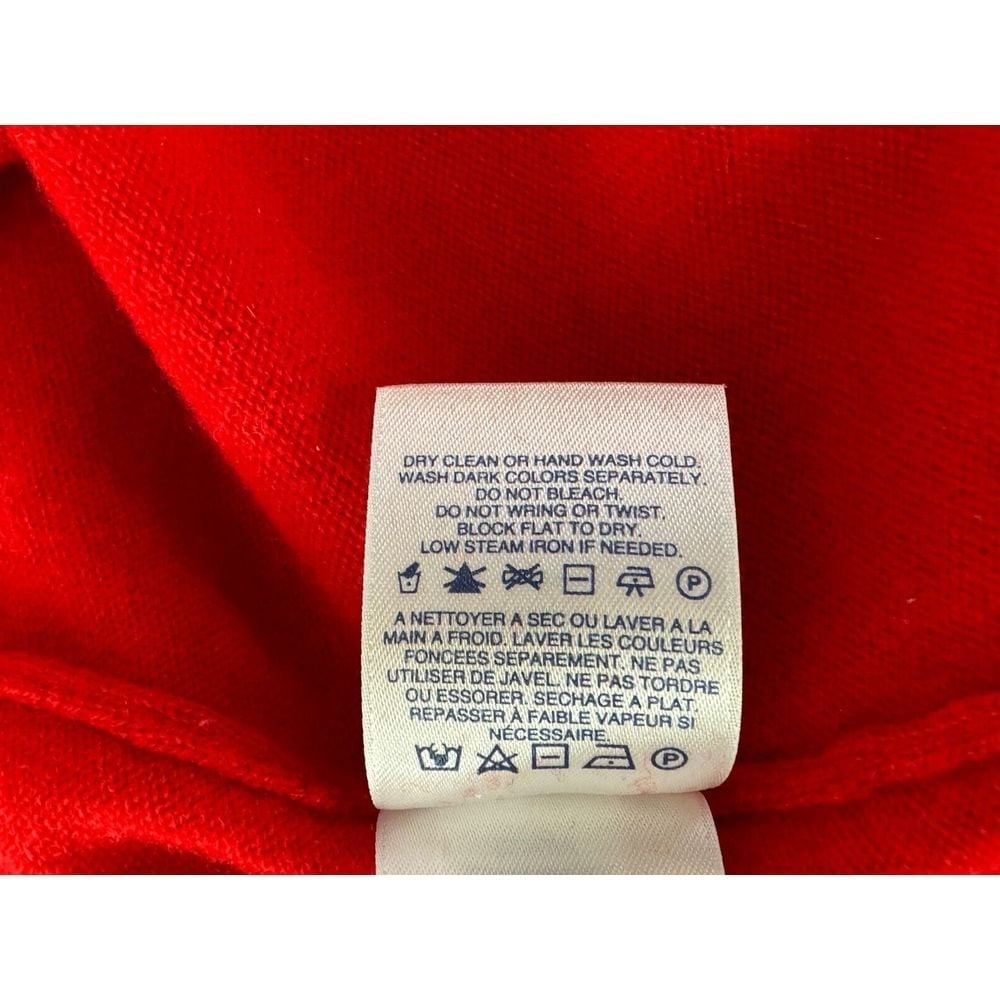 DRY CLEAN OR HAND WASH COLD.
WASH DARK COLORS SEPARATELY.
DO NOT BLEACH.
DO NOT WRING OR TWIST.
BLOCK FLAT TO DRY.
LOW STEAM IRON IF NEEDED.
P
A NETTOYER A SEC OU LAVER A LA
MAIN A FROID. LAVER LES COULEURS
FONCEES SEPAREMENT. NE PAS
UTILISER DE JAVEL. NE PAS TORDRE
OU ESSORER. SECHAGE A PLAT.
REPASSER À FAIBLE VAPEUR SI
NÉCESSAIRE.
P